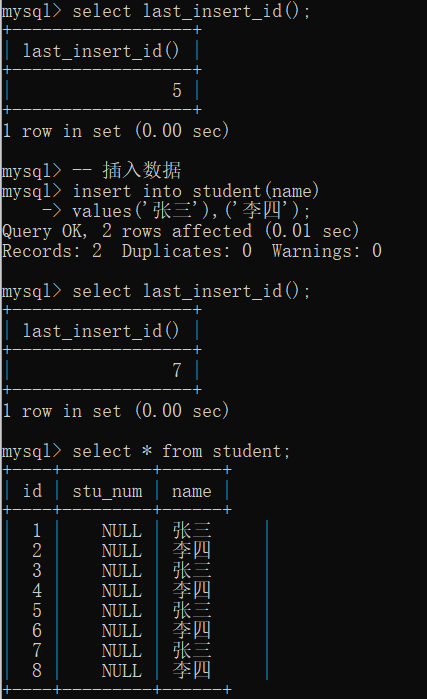 mysql> select last_insert_id();
+------------------+
| last_insert_id() |
+------------------+
|                5 |
+------------------+
1 row in set (0.00 sec)

mysql> -- 插入数据
mysql> insert into student(name)
    -> values('张三'),('李四');
Query OK, 2 rows affected (0.01 sec)
Records: 2  Duplicates: 0  Warnings: 0

mysql> select last_insert_id();
+------------------+
| last_insert_id() |
+------------------+
|                7 |
+------------------+
1 row in set (0.00 sec)

mysql> select * from student;
+----+---------+------+
| id | stu_num | name |
+----+---------+------+
|  1 |    NULL | 张三     |
|  2 |    NULL | 李四     |
|  3 |    NULL | 张三     |
|  4 |    NULL | 李四     |
|  5 |    NULL | 张三     |
|  6 |    NULL | 李四     |
|  7 |    NULL | 张三     |
|  8 |    NULL | 李四     |
+----+---------+------+